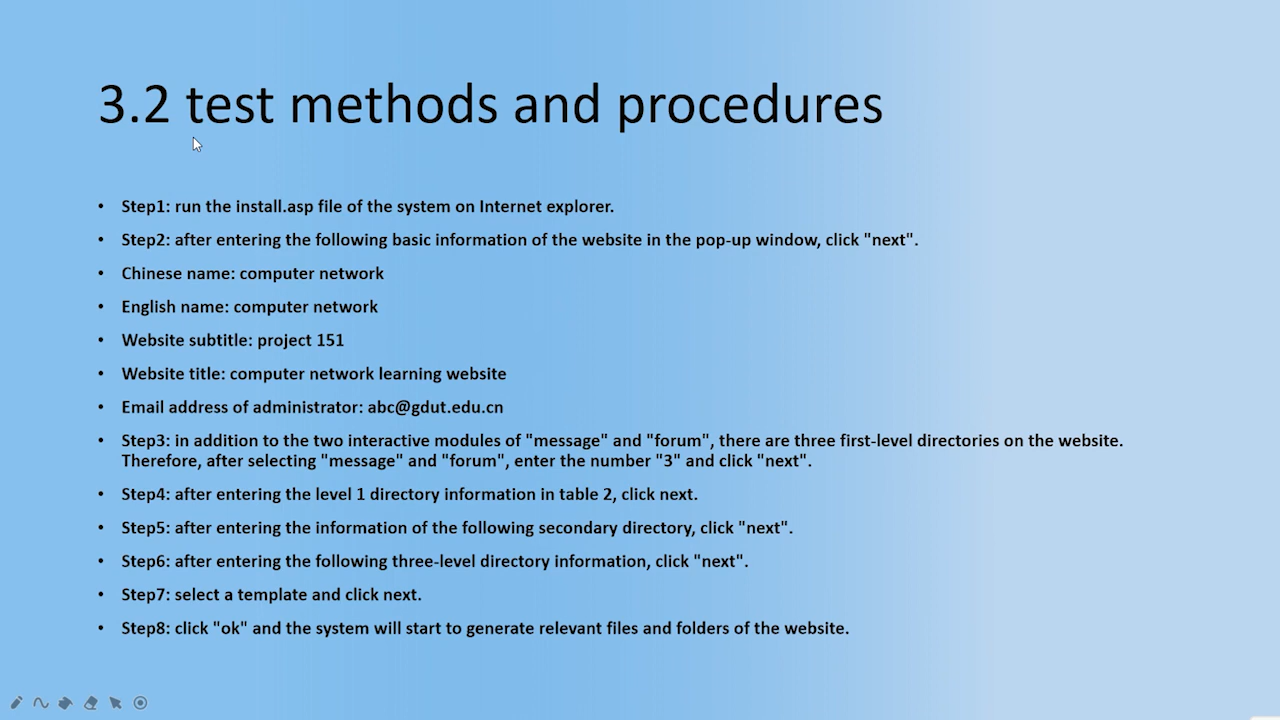 3.2 test methods and procedures
• Step1: run the install.asp file of the system on Internet explorer.
• Step2: after entering the following basic information of the website in the pop-up window, click "next".
• Chinese name: computer network
• English name: computer network
• Website subtitle: project 151
• Website title: computer network learning website
• Email address of administrator: abc@gdut.edu.cn
• Step3: in addition to the two interactive modules of "message" and "forum", there are three first-level directories on the website.
Therefore, after selecting "message" and "forum", enter the number "3" and click "next".
• Step4: after entering the level 1 directory information in table 2, click next.
• Step5: after entering the information of the following secondary directory, click "next".
• Step6: after entering the following three-level directory information, click "next".
• Step7: select a template and click next.
• Step8: click "ok" and the system will start to generate relevant files and folders of the website.